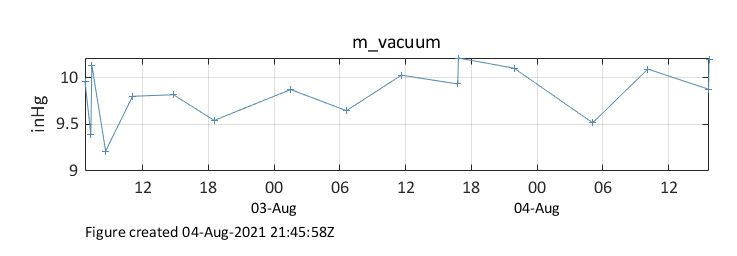 m_vacuum
inHg
10
9.5
9
12 18 00 06 12 18 00 06 12
03-Aug 04-Aug
Figure created 04-Aug-2021 21:45:58Z